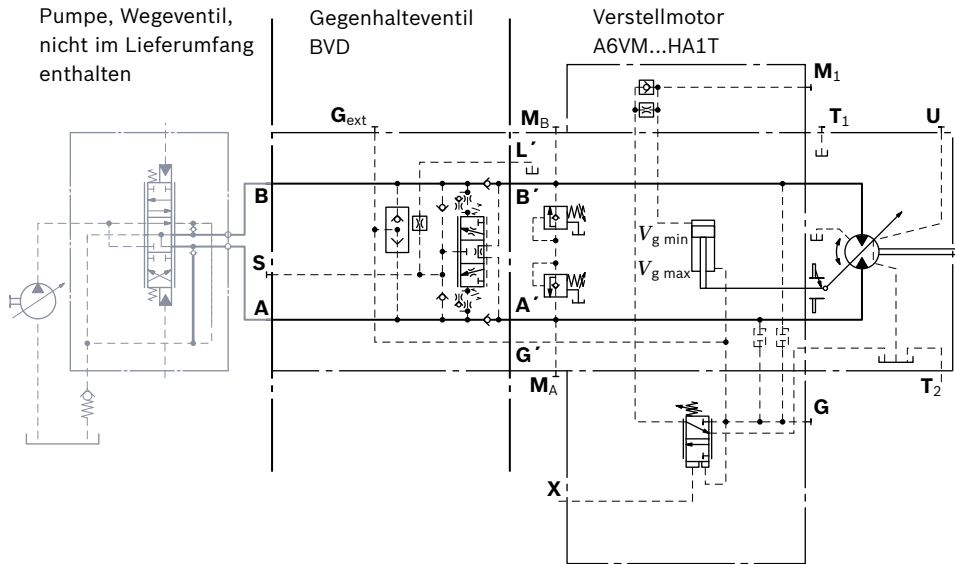 Pumpe, Wegeventil,
nicht im Lieferumfang
enthalten
Gegenhalteventil
BVD
Verstellmotor
A6VM...HA1T
M1
Gext
MB
T1
U
L´
B
B´
S
Vg min
Vg max
A
A´
G´
MA
T2
G
X